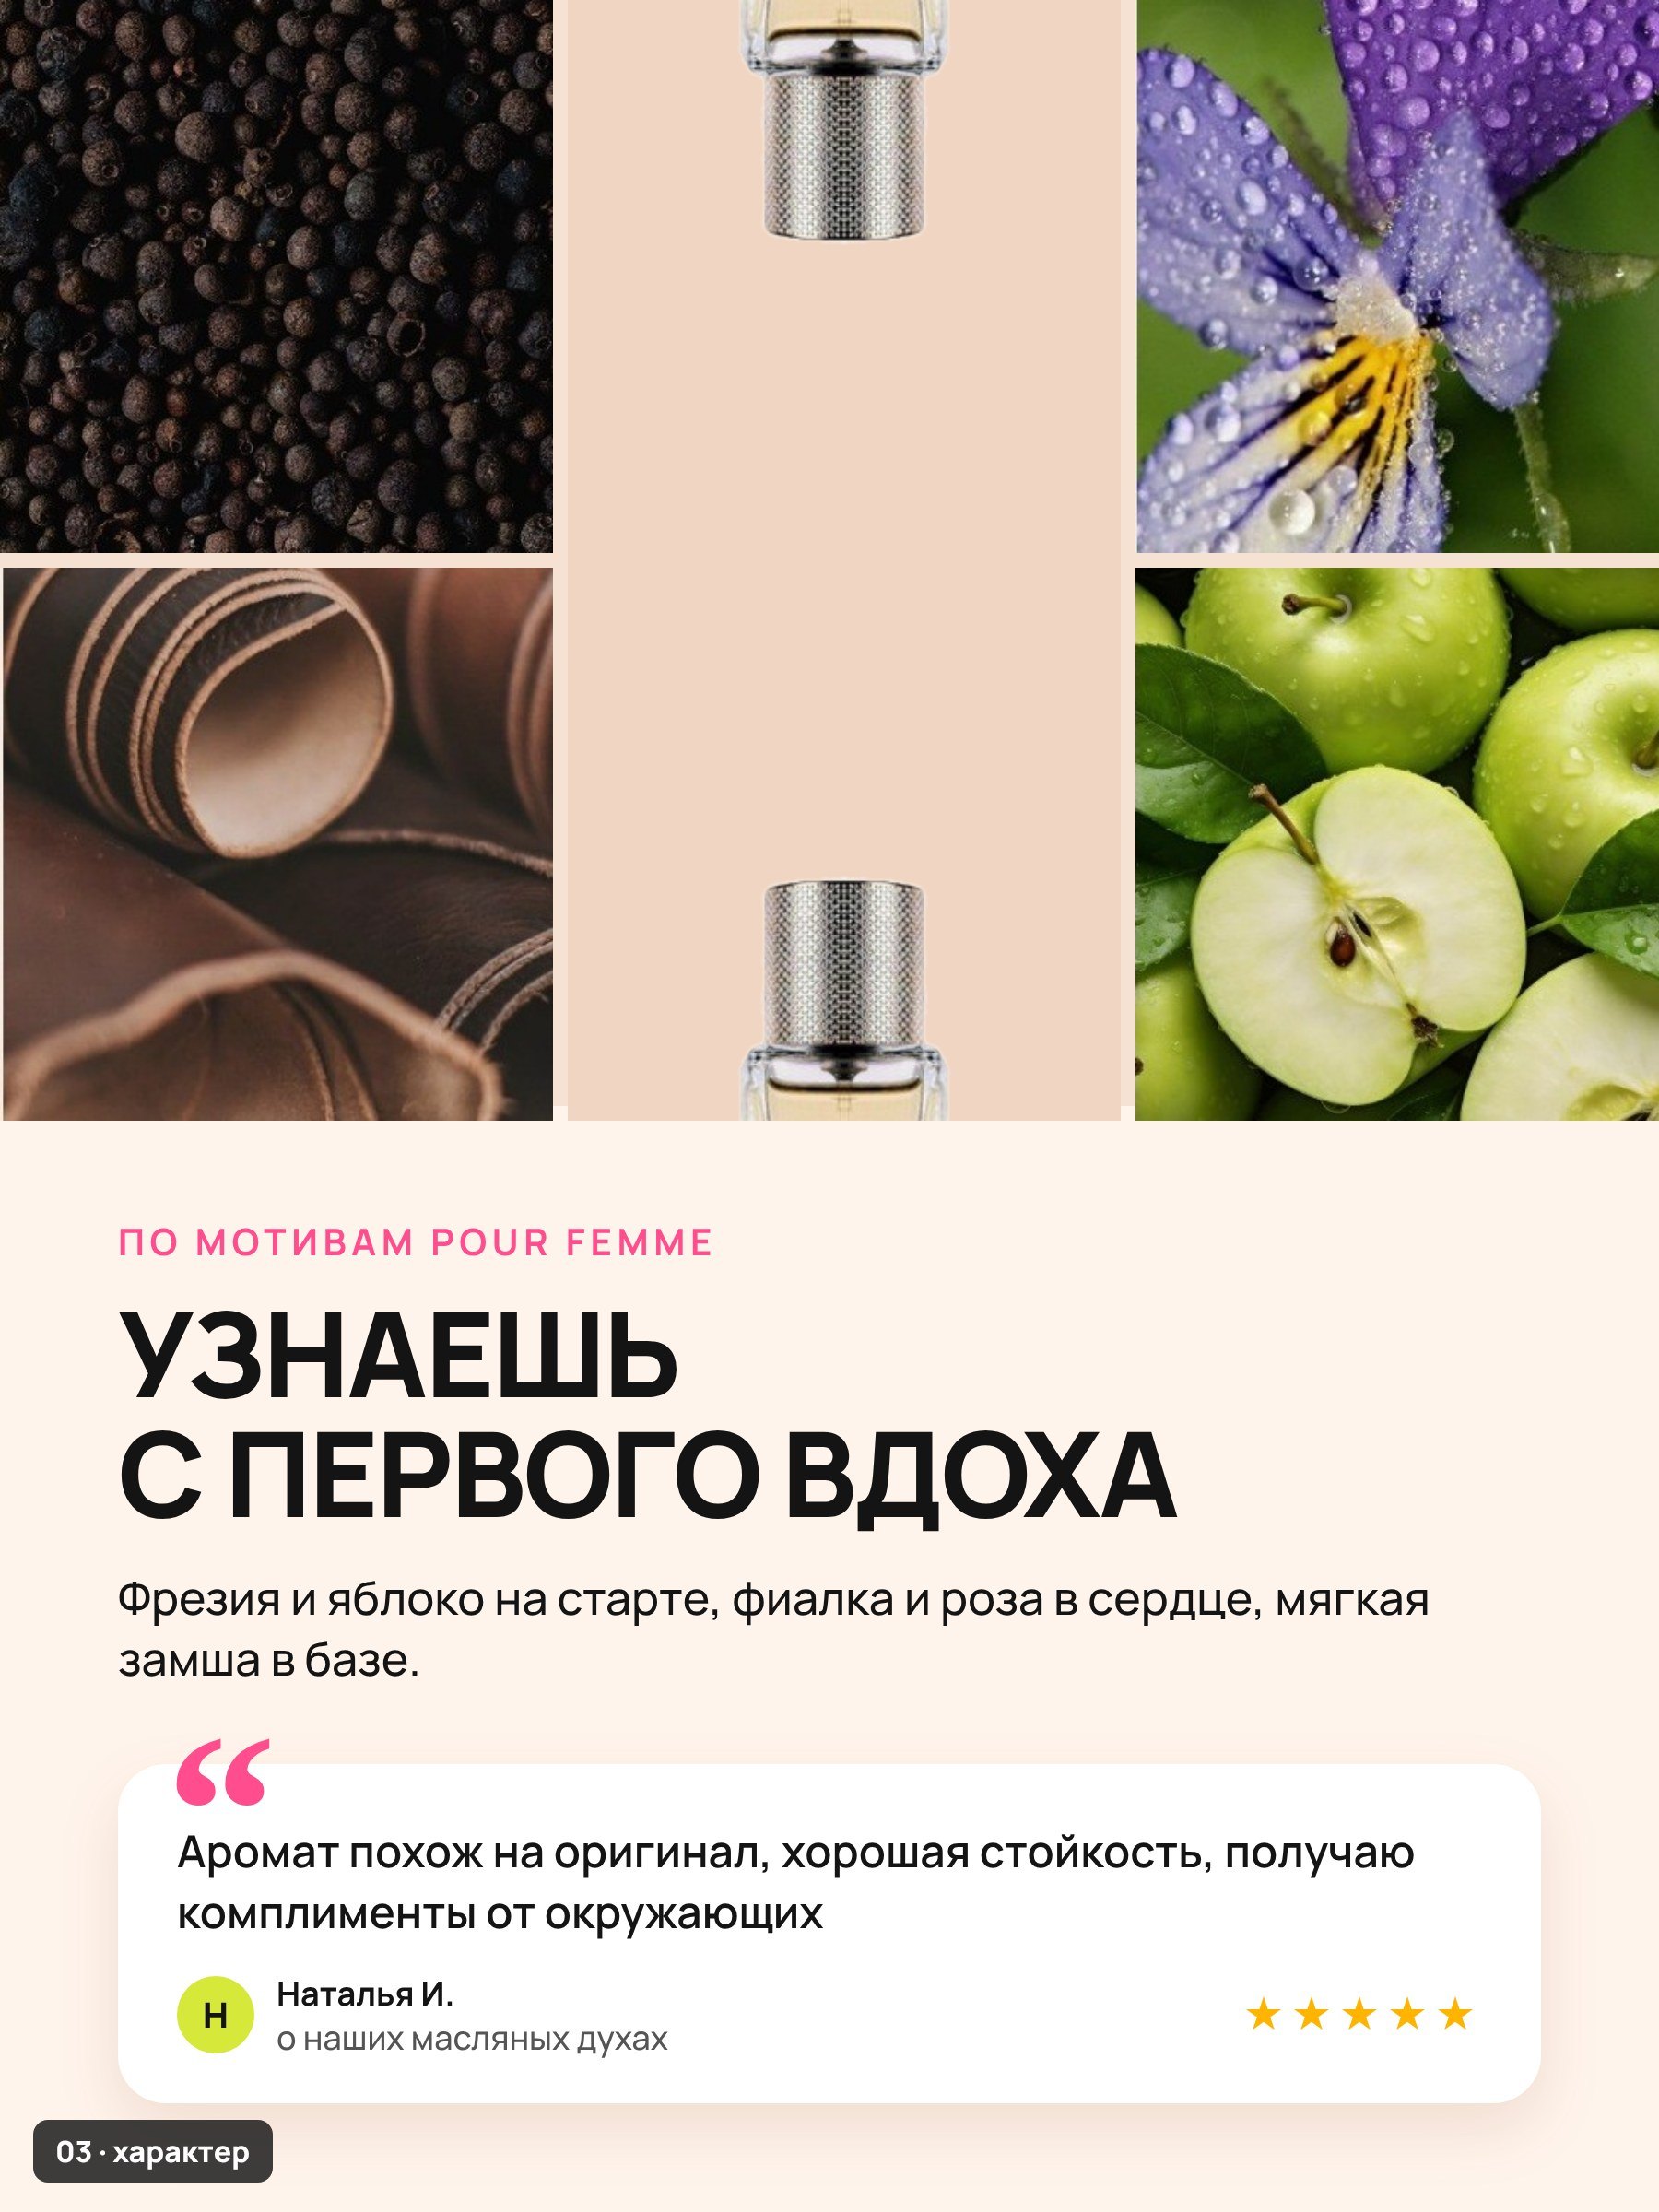 ПО МОТИВАМ POUR FEMME
УЗНАЕШЬ
С ПЕРВОГО ВДОХА
Фрезия и яблоко на старте, фиалка и роза в сердце, мягкая
замша в базе.
“
Аромат похож на оригинал, хорошая стойкость, получаю
комплименты от окружающих
Н
Наталья И.
о наших масляных духах
★★★★★
03 · характер